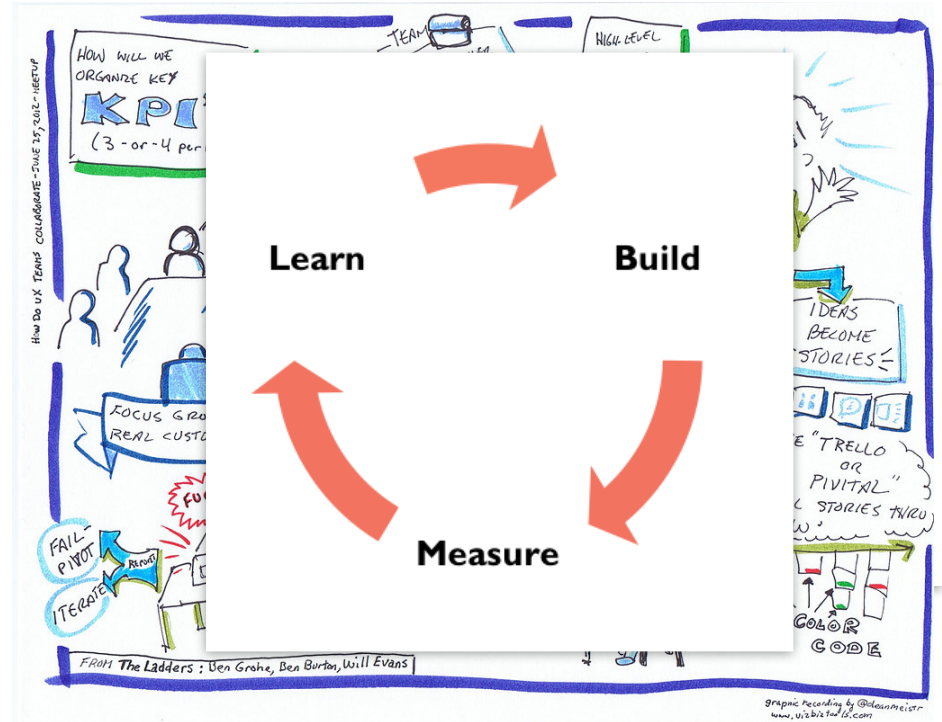 HOW DO UX TEAMS COLLABORATE - JUNE 25, 2012 - MEETUP
HOW WILL WE
ORGANIZE KEY
KPI
(3-or-4 per
TEAM
HIGH-LEVEL
Learn
Build
Measure
IDEAS
BECOME
STORIES
FOCUS GRO
REAL CUSTO
"TRELLO
OR
PIVITAL"
STORIES THRU
FAIL-
PIVOT
REPORT
ITERATE
COLOR
CODE
FROM The Ladders: Ben Grohe, Ben Burton, Will Evans
graphic recording by @deanmeistr
www.vizbiztools.com